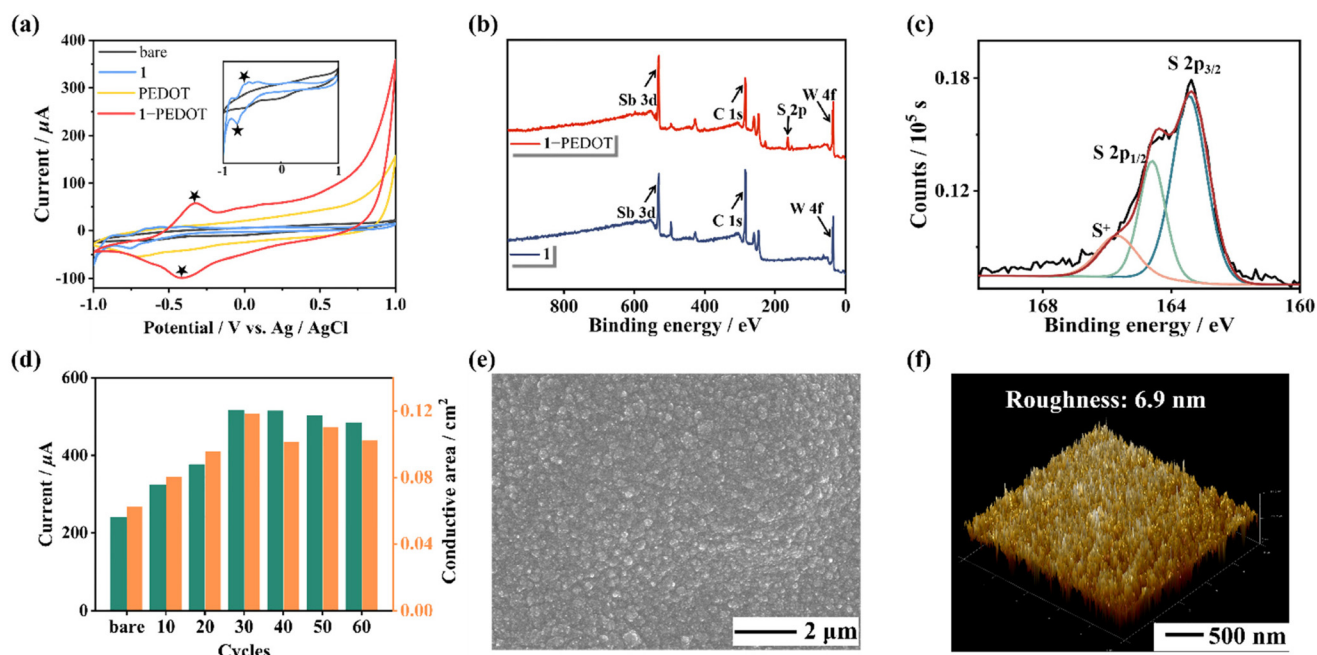 (a)
400
300
200
100
0
-100
Current / μA
bare
1
PEDOT
1−PEDOT
★
★
-1
0
1
★
★
-1.0
-0.5
0.0
0.5
1.0
Potential / V vs. Ag / AgCl
(b)
Sb 3d
C 1s
S 2p
W 4f
1−PEDOT
Sb 3d
C 1s
W 4f
1
800
600
400
200
0
Binding energy / eV
(c)
0.18
0.12
Counts / 10⁵ s
S 2p3/2
S 2p1/2
S⁺
168
164
160
Binding energy / eV
(d)
600
400
200
0
Current / μA
0.12
0.08
0.04
0.00
Conductive area / cm²
bare
10
20
30
40
50
60
Cycles
(e)
2 μm
(f)
Roughness: 6.9 nm
500 nm